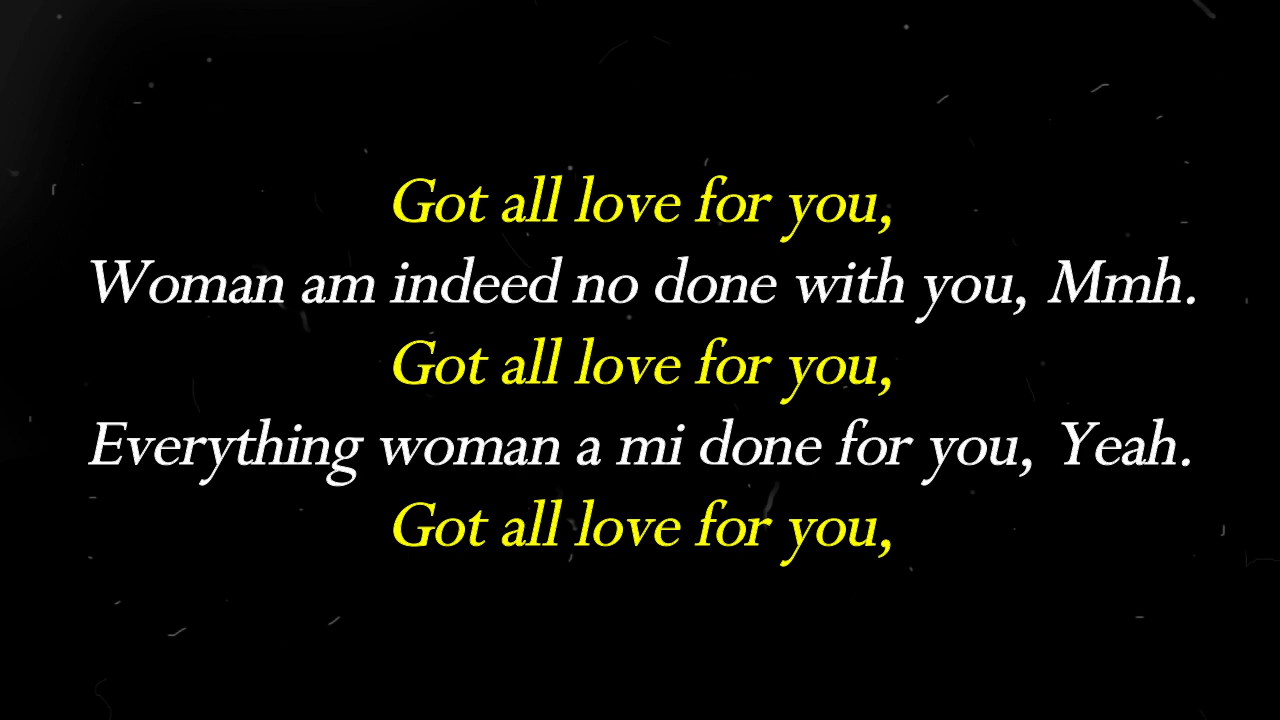 Got all love for you,
Woman am indeed no done with you, Mmh.
Got all love for you,
Everything woman a mi done for you, Yeah.
Got all love for you,